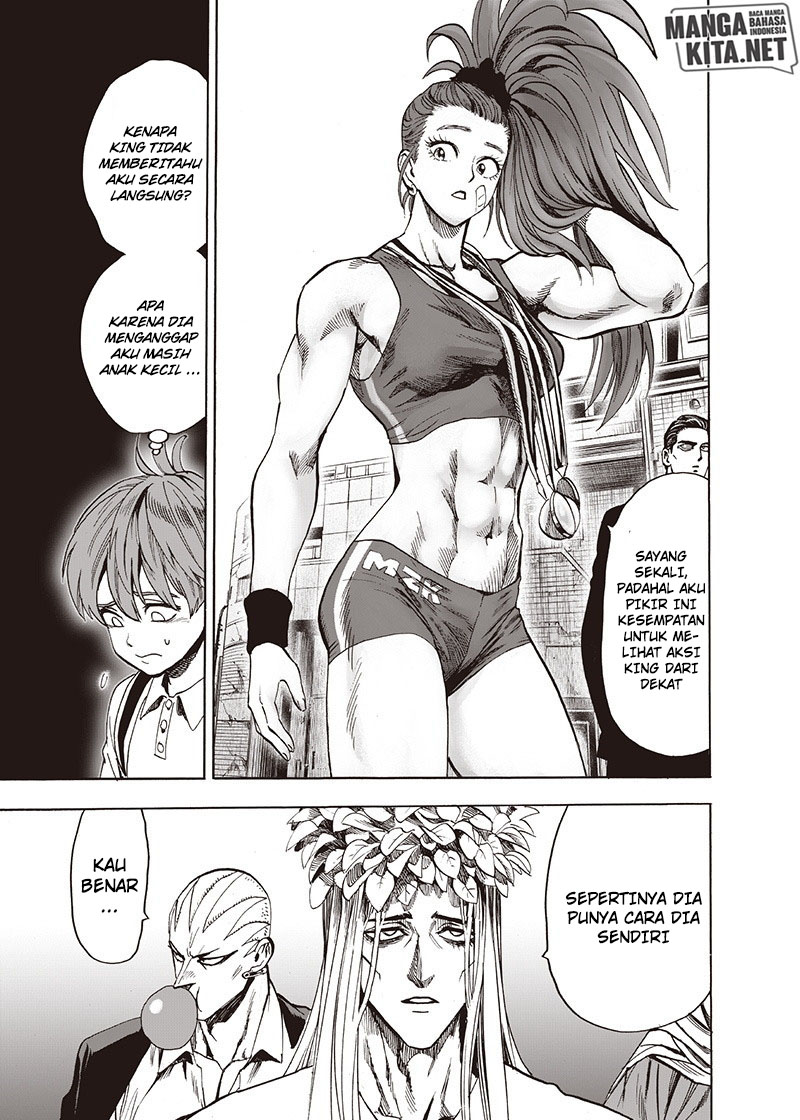 MANGA
KITA.NET
BACA MANGA
BAHASA
INDONESIA
SAYANG
SEKALI,
PADAHAL AKU
PIKIR INI
KESEMPATAN
UNTUK ME-
LIHAT AKSI
KING DARI
DEKAT
MZK
KENAPA
KING TIDAK
MEMBERITAHU
AKU SECARA
LANGSUNG?
APA
KARENA DIA
MENGANGGAP
AKU MASIH
ANAK KECIL ...
SEPERTINYA DIA
PUNYA CARA DIA
SENDIRI
KAU
BENAR
...